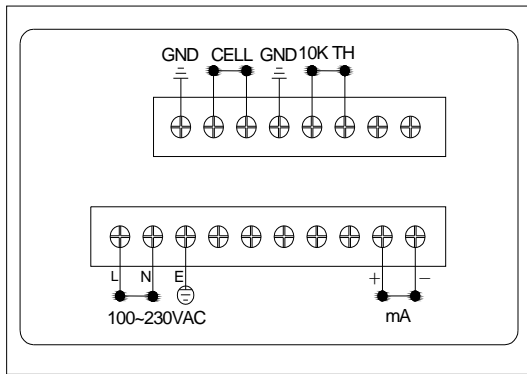 GND CELL GND 10K TH
L N E + −
100~230VAC mA